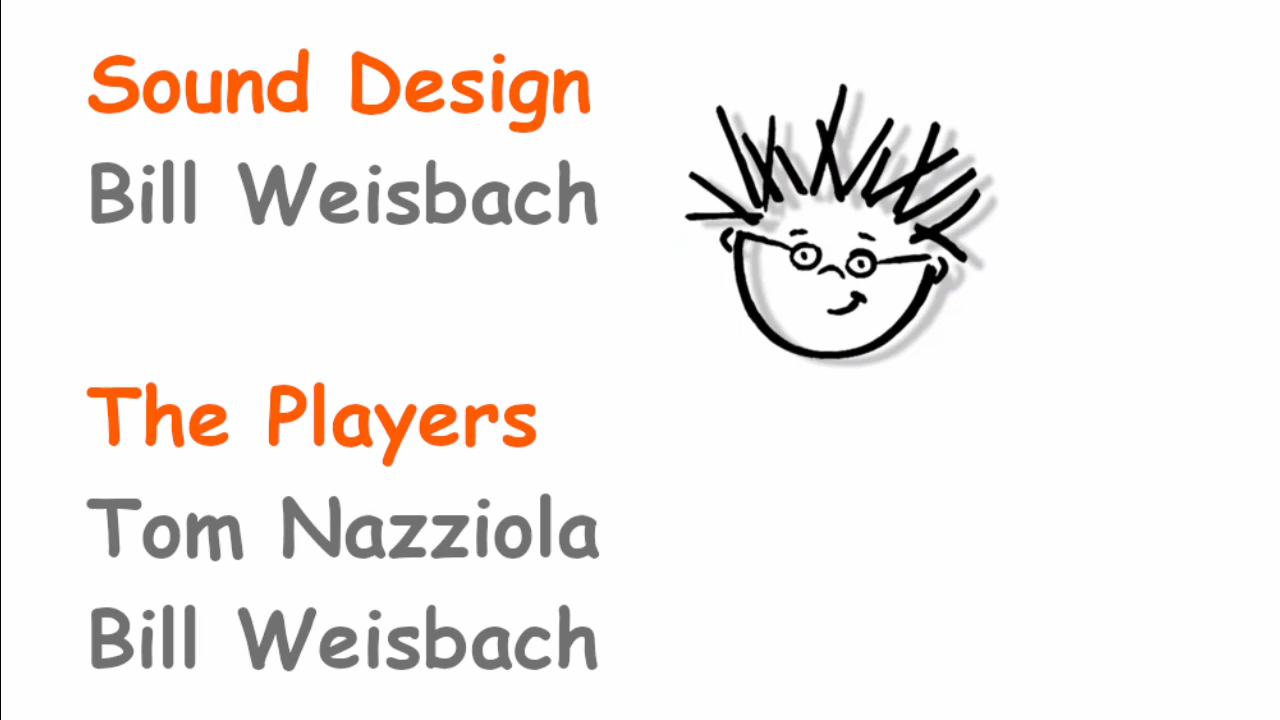 Sound Design
Bill Weisbach
The Players
Tom Nazziola
Bill Weisbach